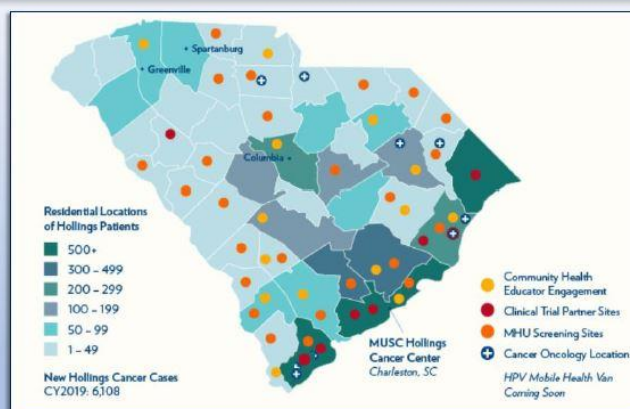 Spartanburg
Greenville
Columbia
Residential Locations
of Hollings Patients
500+
300 – 499
200 – 299
100 – 199
50 – 99
1 – 49
New Hollings Cancer Cases
CY2019: 6,108
MUSC Hollings
Cancer Center
Charleston, SC
Community Health
Educator Engagement
Clinical Trial Partner Sites
MHU Screening Sites
Cancer Oncology Location
HPV Mobile Health Van
Coming Soon